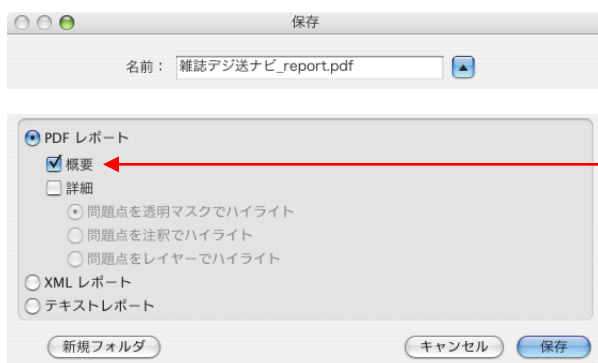 保存
名前： 雑誌デジ送ナビ_report.pdf
PDF レポート
概要
詳細
問題点を透明マスクでハイライト
問題点を注釈でハイライト
問題点をレイヤーでハイライト
XML レポート
テキストレポート
新規フォルダ キャンセル 保存